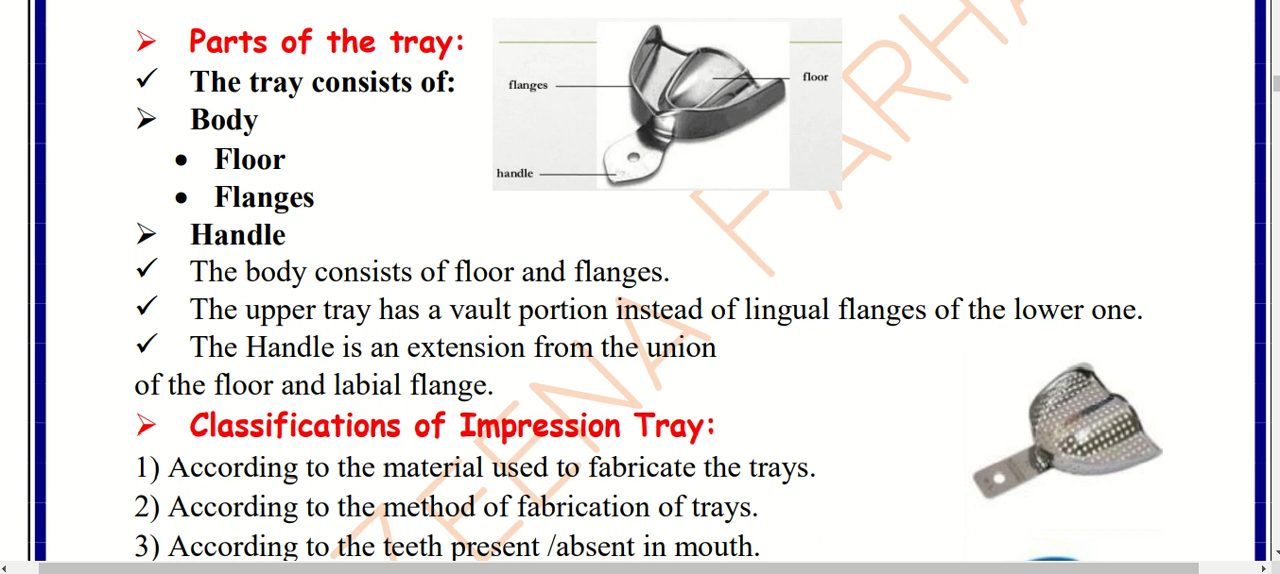 ➢ Parts of the tray:
✓ The tray consists of:
➢ Body
• Floor
• Flanges
➢ Handle
flanges
floor
handle
✓ The body consists of floor and flanges.
✓ The upper tray has a vault portion instead of lingual flanges of the lower one.
✓ The Handle is an extension from the union
of the floor and labial flange.
➢ Classifications of Impression Tray:
1) According to the material used to fabricate the trays.
2) According to the method of fabrication of trays.
3) According to the teeth present /absent in mouth.
ZEENA FARHA